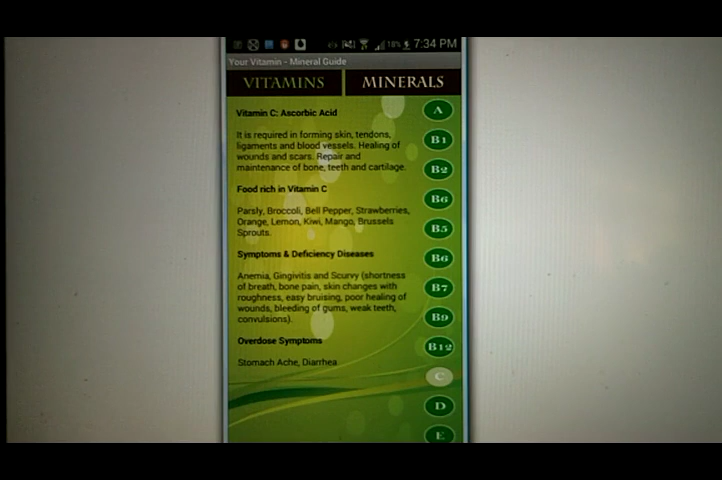 18% 7:34 PM
Your Vitamin - Mineral Guide
VITAMINS MINERALS
Vitamin C: Ascorbic Acid
It is required in forming skin, tendons,
ligaments and blood vessels. Healing of
wounds and scars. Repair and
maintenance of bone, teeth and cartilage.
Food rich in Vitamin C
Parsly, Broccoli, Bell Pepper, Strawberries,
Orange, Lemon, Kiwi, Mango, Brussels
Sprouts.
Symptoms & Deficiency Diseases
Anemia, Gingivitis and Scurvy (shortness
of breath, bone pain, skin changes with
roughness, easy bruising, poor healing of
wounds, bleeding of gums, weak teeth,
convulsions).
Overdose Symptoms
Stomach Ache, Diarrhea
A
B1
B2
B6
B5
B6
B7
B9
B12
C
D
E